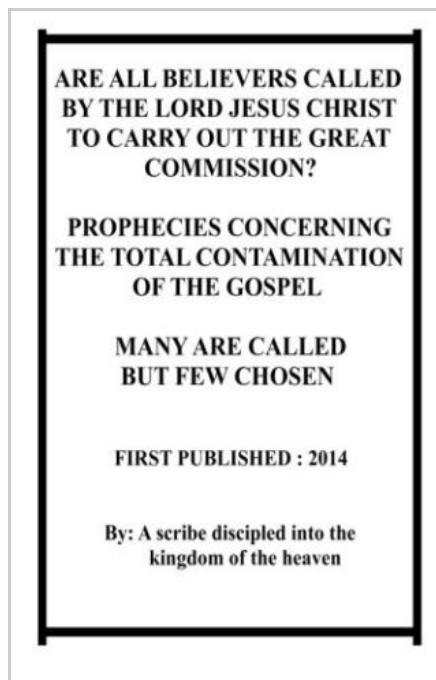 ARE ALL BELIEVERS CALLED
BY THE LORD JESUS CHRIST
TO CARRY OUT THE GREAT
COMMISSION?
PROPHECIES CONCERNING
THE TOTAL CONTAMINATION
OF THE GOSPEL
MANY ARE CALLED
BUT FEW CHOSEN
FIRST PUBLISHED : 2014
By: A scribe discipled into the
kingdom of the heaven